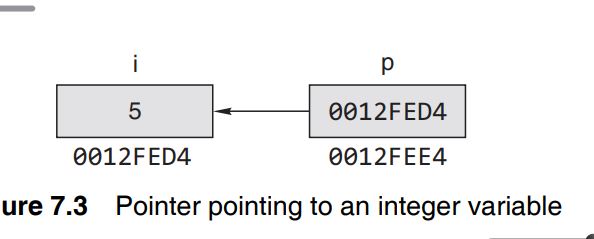 i p
5 0012FED4
0012FED4 0012FEE4
ure 7.3 Pointer pointing to an integer variable